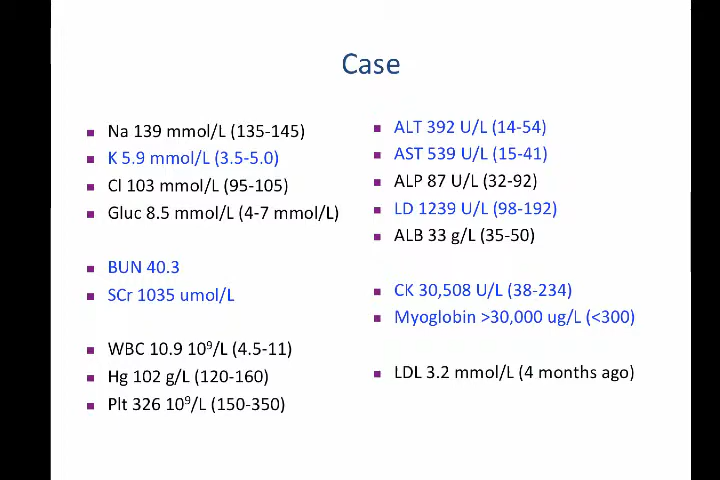 Case
Na 139 mmol/L (135-145)
K 5.9 mmol/L (3.5-5.0)
Cl 103 mmol/L (95-105)
Gluc 8.5 mmol/L (4-7 mmol/L)
BUN 40.3
SCr 1035 umol/L
WBC 10.9 10⁹/L (4.5-11)
Hg 102 g/L (120-160)
Plt 326 10⁹/L (150-350)
ALT 392 U/L (14-54)
AST 539 U/L (15-41)
ALP 87 U/L (32-92)
LD 1239 U/L (98-192)
ALB 33 g/L (35-50)
CK 30,508 U/L (38-234)
Myoglobin >30,000 ug/L (<300)
LDL 3.2 mmol/L (4 months ago)